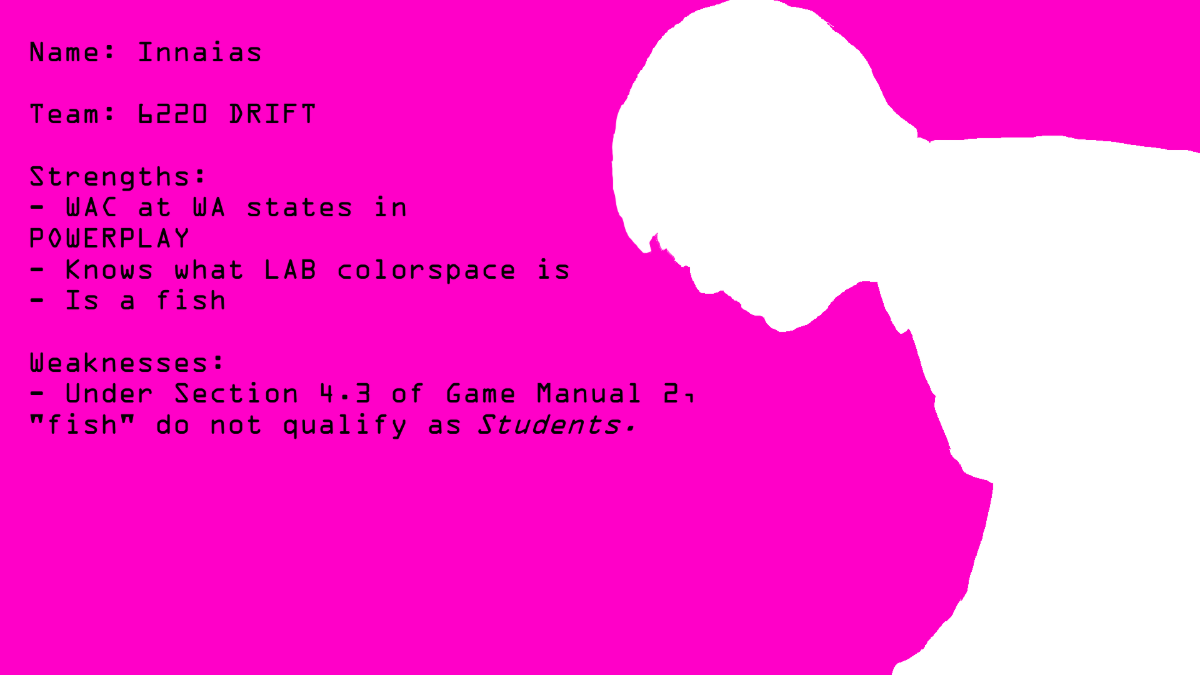 Name: Innaias
Team: 6220 DRIFT
Strengths:
- WAC at WA states in
POWERPLAY
- Knows what LAB colorspace is
- Is a fish
Weaknesses:
- Under Section 4.3 of Game Manual 2,
"fish" do not qualify as Students.